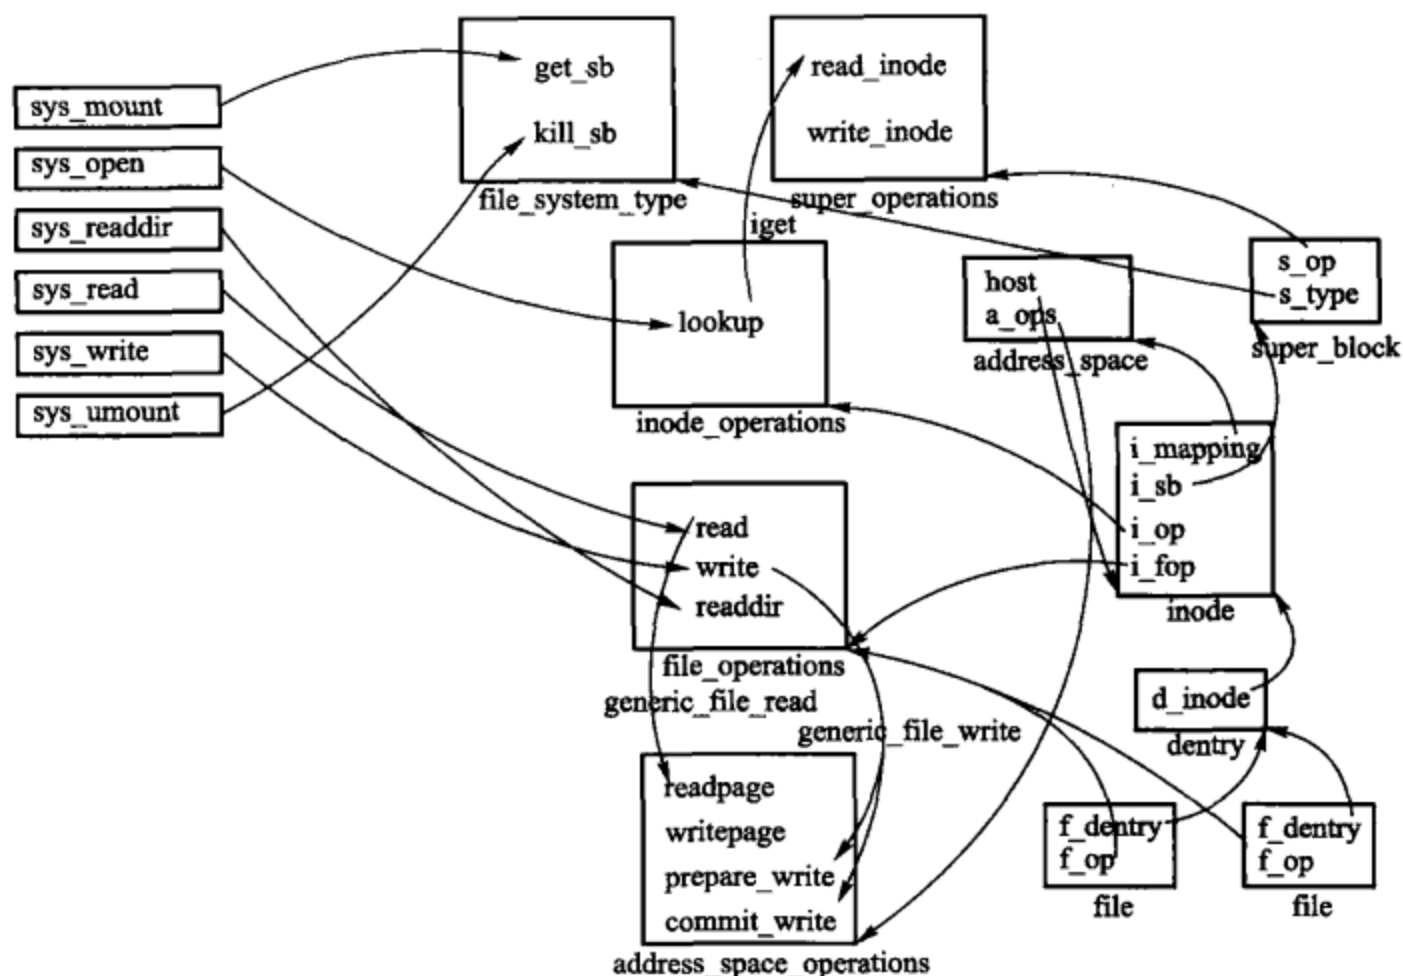 sys_mount
sys_open
sys_readdir
sys_read
sys_write
sys_umount
get_sb
kill_sb
file_system_type
read_inode
write_inode
super_operations
iget
lookup
inode_operations
host
a_ops
address_space
s_op
s_type
super_block
i_mapping
i_sb
i_op
i_fop
inode
read
write
readdir
file_operations
generic_file_read
generic_file_write
d_inode
dentry
readpage
writepage
prepare_write
commit_write
address_space_operations
f_dentry
f_op
file
f_dentry
f_op
file